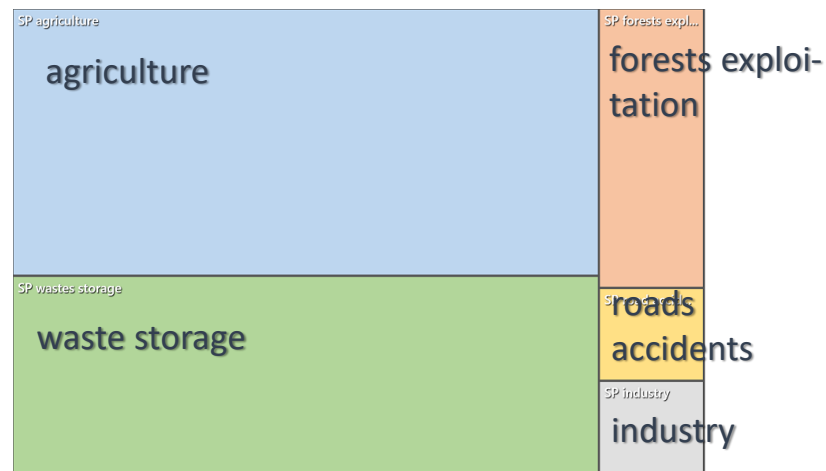 SP agriculture
agriculture
SP forests expl...
forests exploi-
tation
SP wastes storage
waste storage
SP
roads
accidents
SP industry
industry